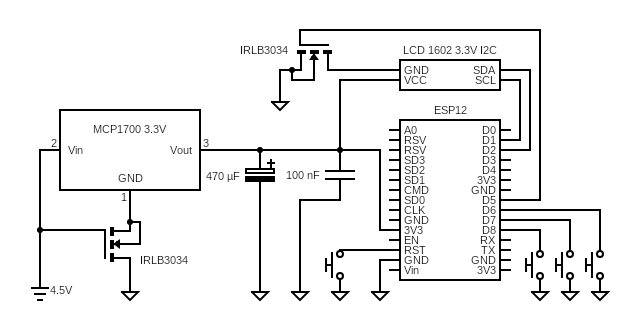 IRLB3034
LCD 1602 3.3V I2C
GND SDA
VCC SCL
ESP12
MCP1700 3.3V
2 Vin Vout 3
GND
1
470 µF
100 nF
A0 D0
RSV D1
RSV D2
SD3 D3
SD2 D4
SD1 3V3
CMD GND
SD0 D5
CLK D6
GND D7
3V3 D8
EN RX
RST TX
GND GND
Vin 3V3
IRLB3034
4.5V